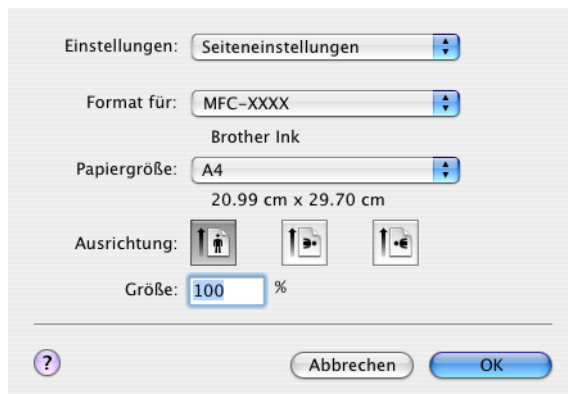 Einstellungen: Seiteneinstellungen
Format für: MFC-XXXX
Brother Ink
Papiergröße: A4
20.99 cm x 29.70 cm
Ausrichtung:
Größe: 100 %
? Abbrechen OK